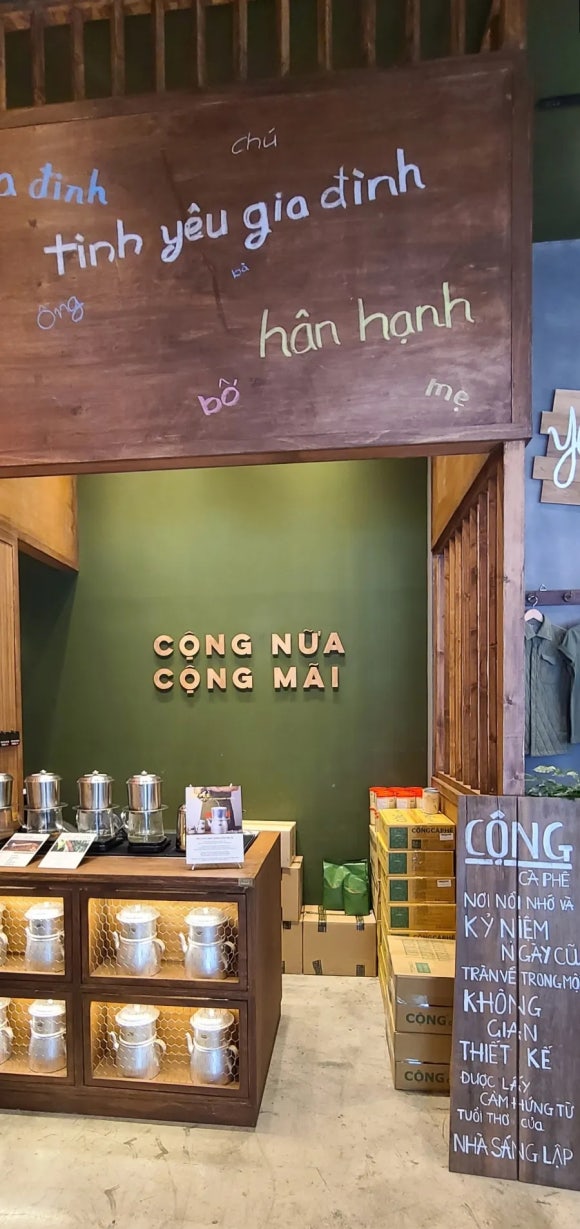 chú
a đình
tình yêu gia đình
bà
ông
hân hạnh
bố
mẹ
CỘNG NỮA
CỘNG MÃI
CỘNG CÀ PHÊ
CỘNG
CỘNG
CỘNG
CÀ PHÊ
NƠI NỖI NHỚ VÀ
KỶ NIỆM
NGÀY CŨ
TRÀN VỀ TRONG MỘ
KHÔNG
GIAN
THIẾT KẾ
ĐƯỢC LẤY
CẢM HỨNG TỪ
TUỔI THƠ CỦA
NHÀ SÁNG LẬP